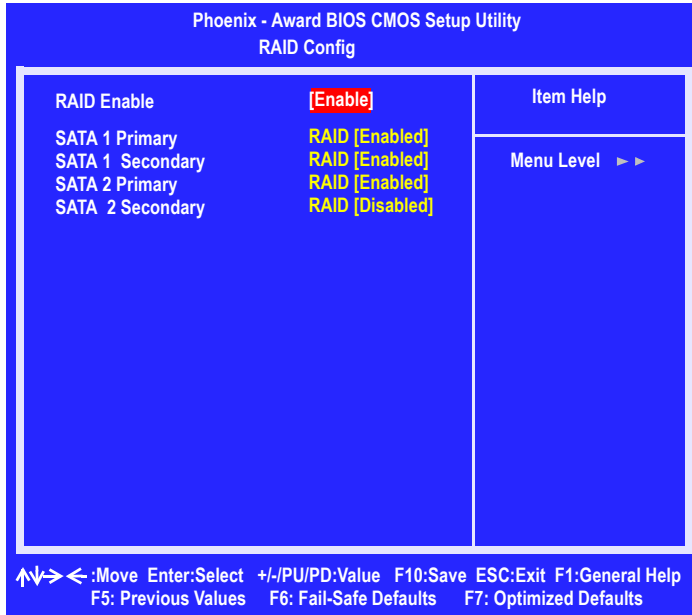 Phoenix - Award BIOS CMOS Setup Utility
RAID Config
RAID Enable [Enable]
Item Help
SATA 1 Primary RAID [Enabled]
SATA 1 Secondary RAID [Enabled]
Menu Level ►►
SATA 2 Primary RAID [Enabled]
SATA 2 Secondary RAID [Disabled]
↑↓→←:Move Enter:Select +/-/PU/PD:Value F10:Save ESC:Exit F1:General Help
F5: Previous Values F6: Fail-Safe Defaults F7: Optimized Defaults